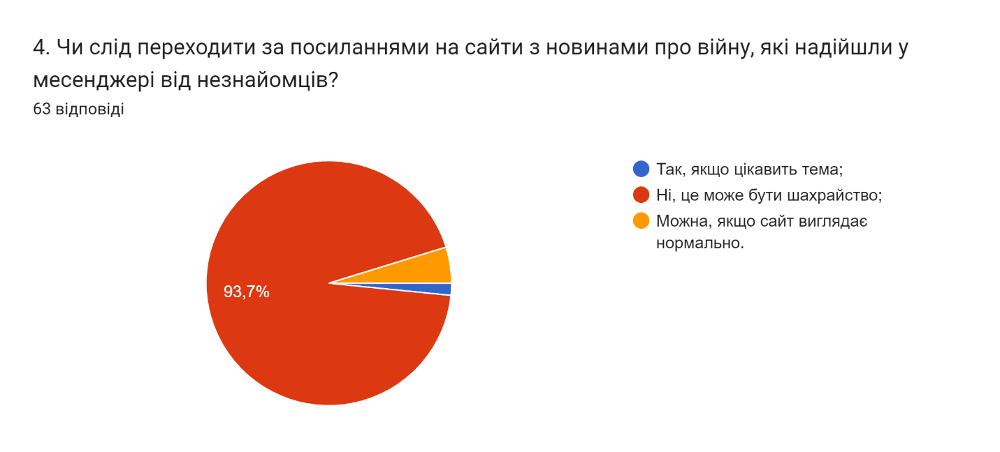 4. Чи слід переходити за посиланнями на сайти з новинами про війну, які надійшли у
месенджері від незнайомців?
63 відповіді
Так, якщо цікавить тема;
Ні, це може бути шахрайство;
Можна, якщо сайт виглядає
нормально.
93,7%